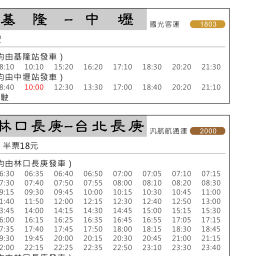 基 隆 - 中 壢 國光客運 1803
均由基隆站發車）
8:10 10:10 15:20 16:20 17:10 18:30 20:20 21:30
均由中壢站發車）
8:40 10:00 12:30 13:30 17:00 18:40 20:20 21:10
駛
林口長庚-台北長庚 汎航航通運 2008
半票18元
均由林口長庚發車）
6:30 06:35 06:40 06:50 07:00 07:05 07:10 07:15
7:30 07:40 07:50 07:55 08:00 08:10 08:20 08:30
9:15 09:30 09:45 10:00 10:15 10:30 10:45 11:00
1:40 11:50 12:00 12:15 12:30 12:40 12:50 13:00
3:45 14:00 14:15 14:30 14:45 15:00 15:15 15:30
6:00 16:15 16:25 16:35 16:45 16:55 17:05 17:15
7:35 17:40 17:45 17:50 18:00 18:15 18:30 18:45
9:30 19:45 20:00 20:15 20:30 20:45 21:00 21:15
2:00 22:15 22:25 22:35 22:50 23:10 23:30 23:40